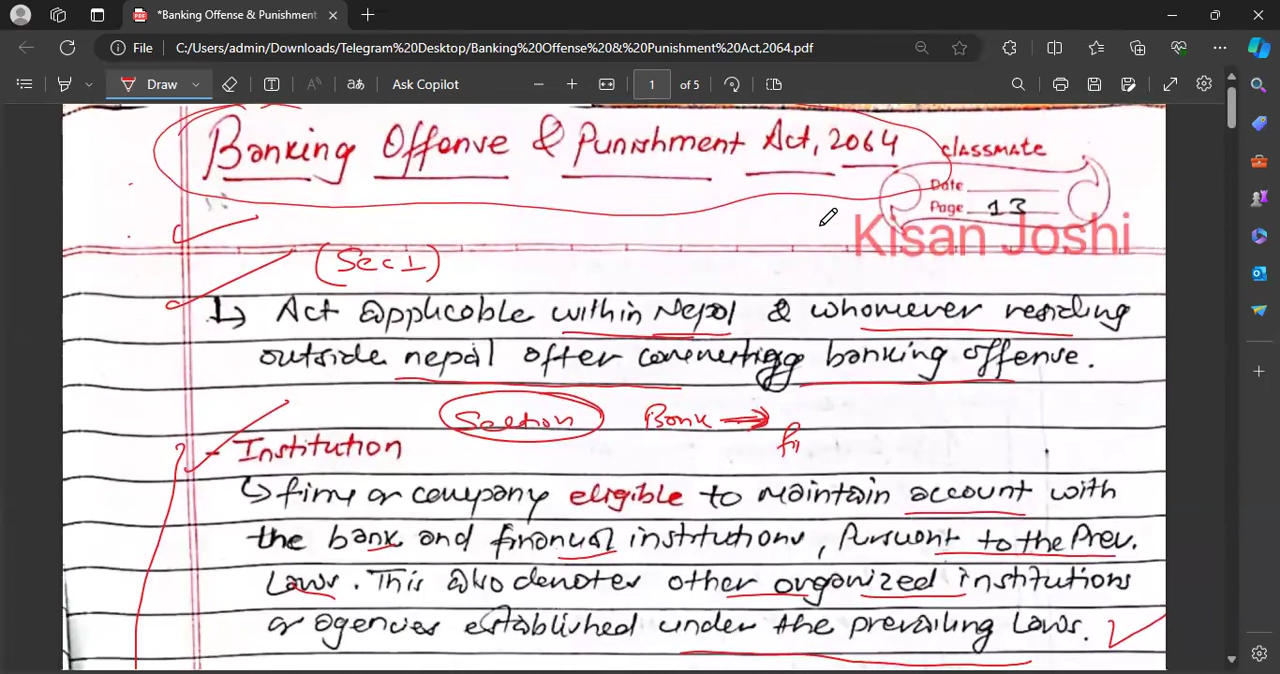 *Banking Offense & Punishment
File C:/Users/admin/Downloads/Telegram%20Desktop/Banking%20Offense%20&%20Punishment%20Act,2064.pdf
Draw Ask Copilot 1 of 5
Banking Offense & Punishment Act, 2064
classmate
Date
Page 13
Kisan Joshi
(Sec 1)
Act applicable within Nepal & whomever residing
outside nepal after commenting banking offense.
Section Bank
fn
- Institution
firm or company eligible to maintain account with
the bank and financial institutions, Pursuant to the Prev.
Laws. This also denotes other organized institutions
or agencies established under the prevailing Laws.